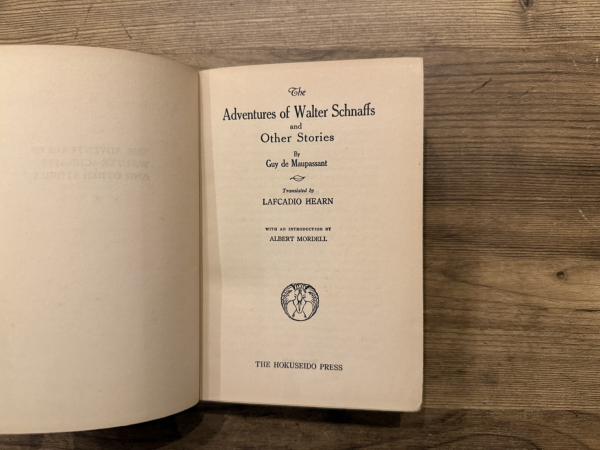 The
Adventures of Walter Schnaffs
and
Other Stories
By
Guy de Maupassant
Translated by
LAFCADIO HEARN
WITH AN INTRODUCTION BY
ALBERT MORDELL
THE HOKUSEIDO PRESS